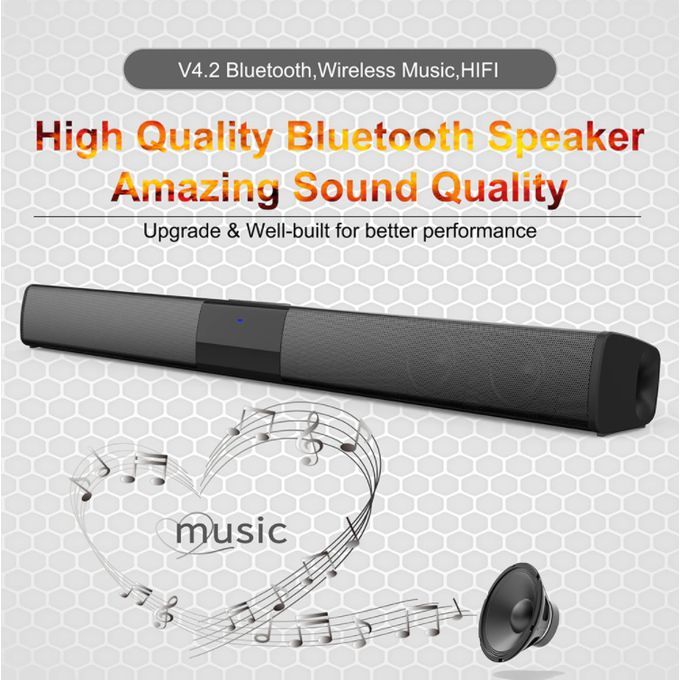 V4.2 Bluetooth,Wireless Music,HIFI
High Quality Bluetooth Speaker
Amazing Sound Quality
Upgrade & Well-built for better performance
music